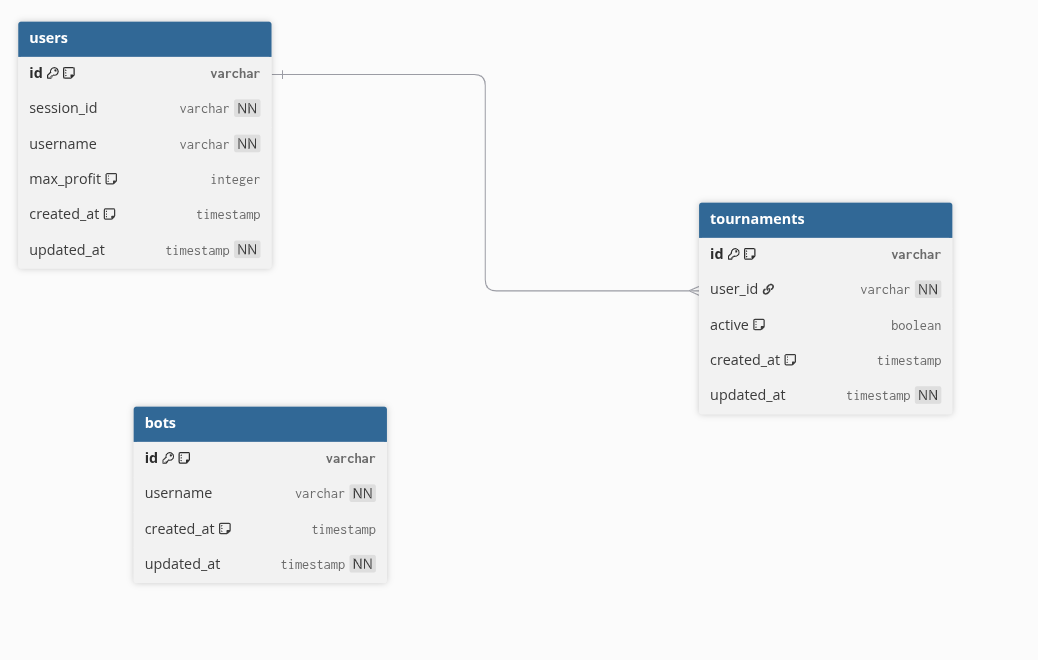 users
id varchar
session_id varchar NN
username varchar NN
max_profit integer
created_at timestamp
updated_at timestamp NN
tournaments
id varchar
user_id varchar NN
active boolean
created_at timestamp
updated_at timestamp NN
bots
id varchar
username varchar NN
created_at timestamp
updated_at timestamp NN